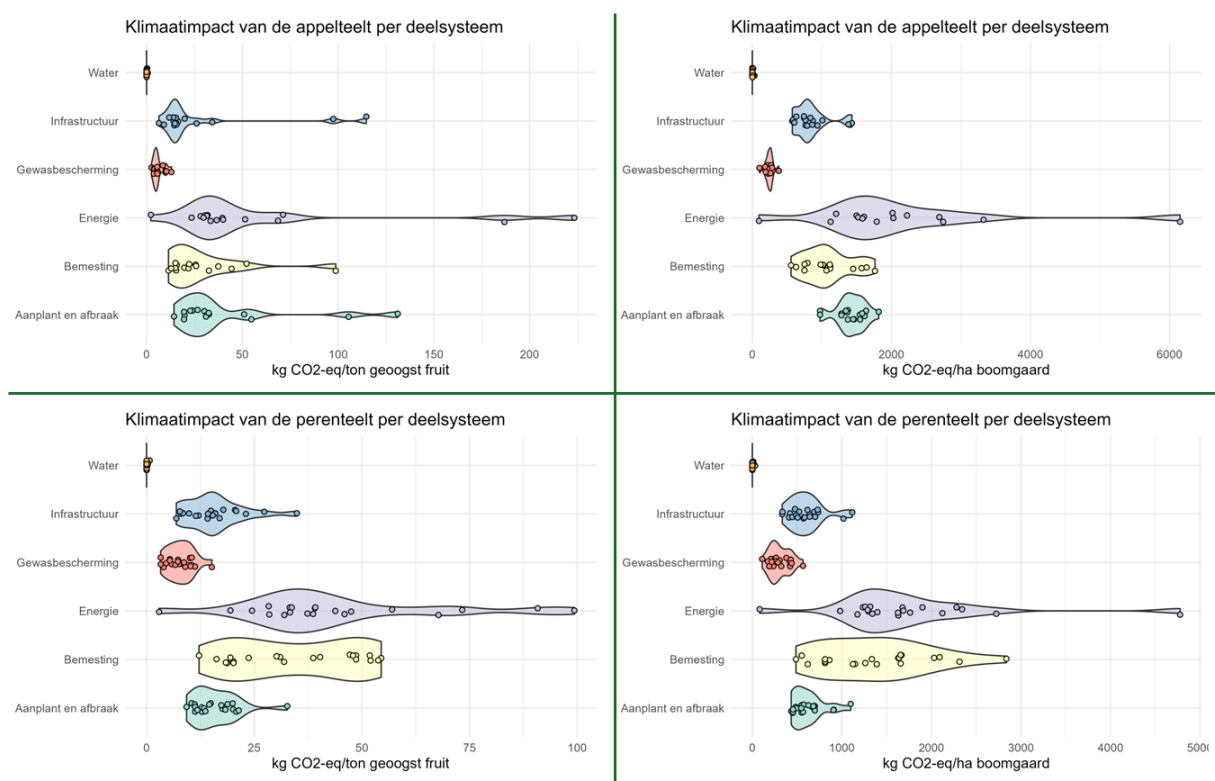 Klimaatimpact van de appelteelt per deelsysteem
Water
Infrastructuur
Gewasbescherming
Energie
Bemesting
Aanplant en afbraak
0 50 100 150 200
kg CO2-eq/ton geoogst fruit
Klimaatimpact van de appelteelt per deelsysteem
Water
Infrastructuur
Gewasbescherming
Energie
Bemesting
Aanplant en afbraak
0 2000 4000 6000
kg CO2-eq/ha boomgaard
Klimaatimpact van de perenteelt per deelsysteem
Water
Infrastructuur
Gewasbescherming
Energie
Bemesting
Aanplant en afbraak
0 25 50 75 100
kg CO2-eq/ton geoogst fruit
Klimaatimpact van de perenteelt per deelsysteem
Water
Infrastructuur
Gewasbescherming
Energie
Bemesting
Aanplant en afbraak
0 1000 2000 3000 4000 5000
kg CO2-eq/ha boomgaard